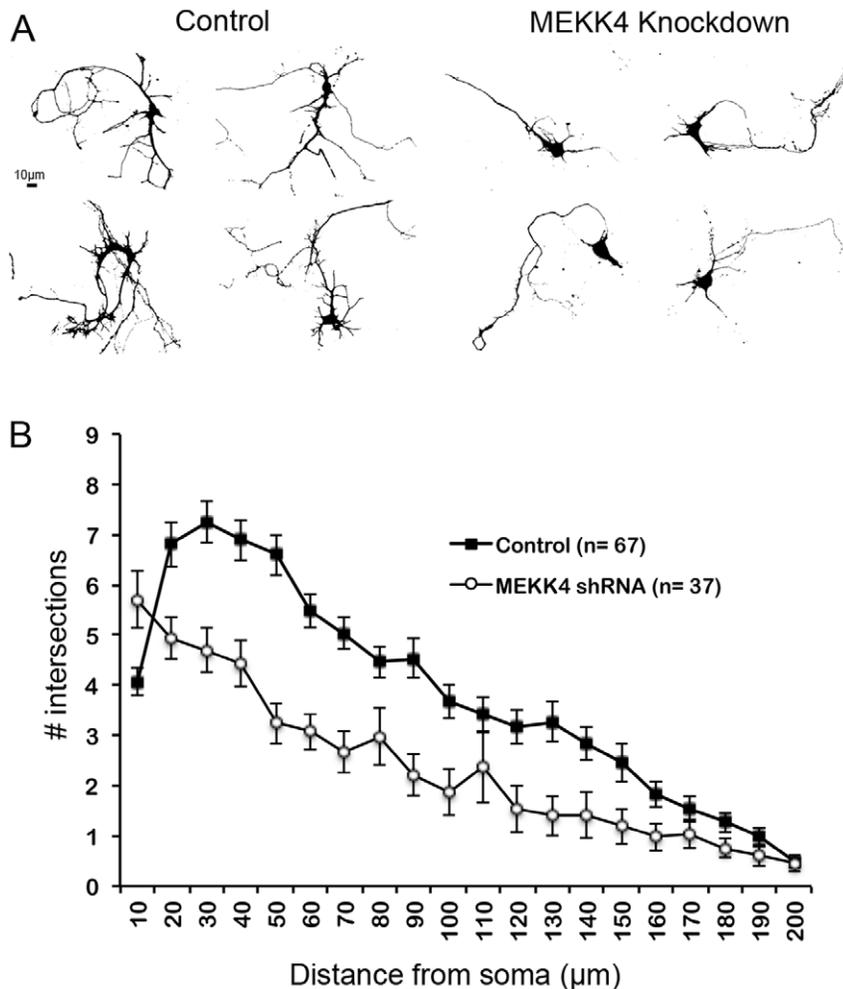 A
Control
MEKK4 Knockdown
10µm
B
9
8
7
6
5
4
3
2
1
0
# intersections
Control (n= 67)
MEKK4 shRNA (n= 37)
10 20 30 40 50 60 70 80 90 100 110 120 130 140 150 160 170 180 190 200
Distance from soma (µm)